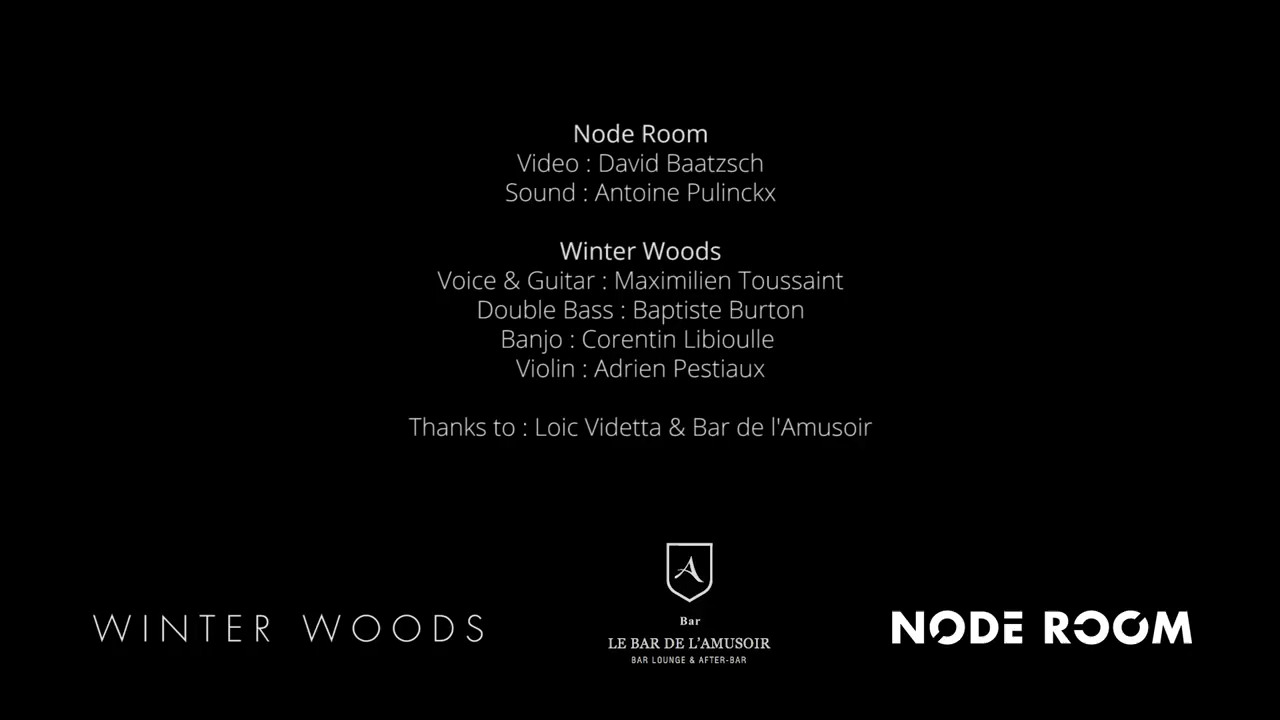 Node Room
Video : David Baatzsch
Sound : Antoine Pulinckx
Winter Woods
Voice & Guitar : Maximilien Toussaint
Double Bass : Baptiste Burton
Banjo : Corentin Libioulle
Violin : Adrien Pestiaux
Thanks to : Loic Videtta & Bar de l'Amusoir
WINTER WOODS
A
Bar
LE BAR DE L'AMUSOIR
BAR LOUNGE & AFTER-BAR
NODE ROOM